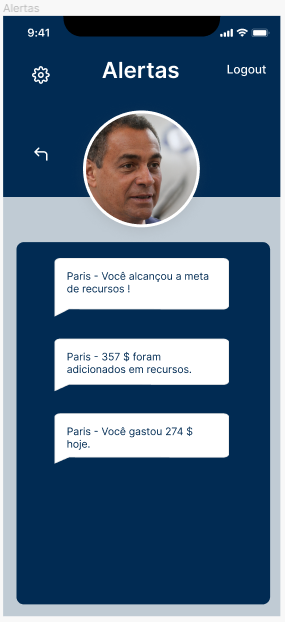 Alertas
9:41
Alertas
Logout
Paris - Você alcançou a meta
de recursos !
Paris - 357 $ foram
adicionados em recursos.
Paris - Você gastou 274 $
hoje.